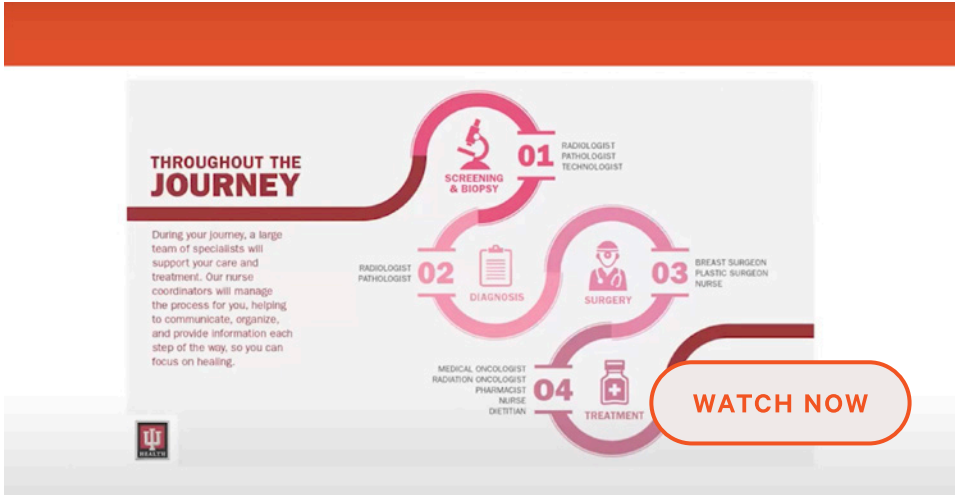 THROUGHOUT THE
JOURNEY
During your journey, a large
team of specialists will
support your care and
treatment. Our nurse
coordinators will manage
the process for you, helping
to communicate, organize,
and provide information each
step of the way, so you can
focus on healing.
SCREENING
& BIOPSY
01
RADIOLOGIST
PATHOLOGIST
TECHNOLOGIST
RADIOLOGIST
PATHOLOGIST
02
DIAGNOSIS
SURGERY
03
BREAST SURGEON
PLASTIC SURGEON
NURSE
MEDICAL ONCOLOGIST
RADIATION ONCOLOGIST
PHARMACIST
NURSE
DIETITIAN
04
TREATMENT
WATCH NOW
IU
HEALTH